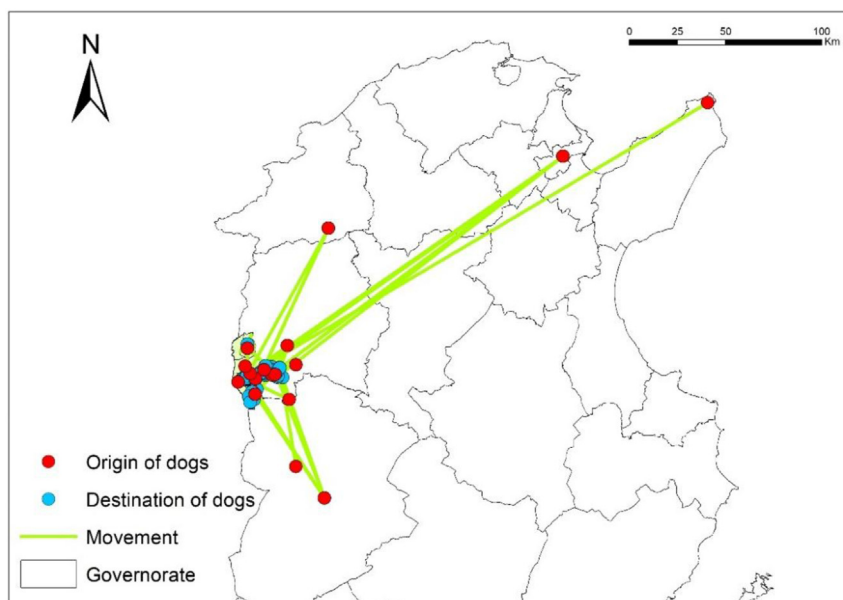 N
0 25 50 100
Km
Origin of dogs
Destination of dogs
Movement
Governorate